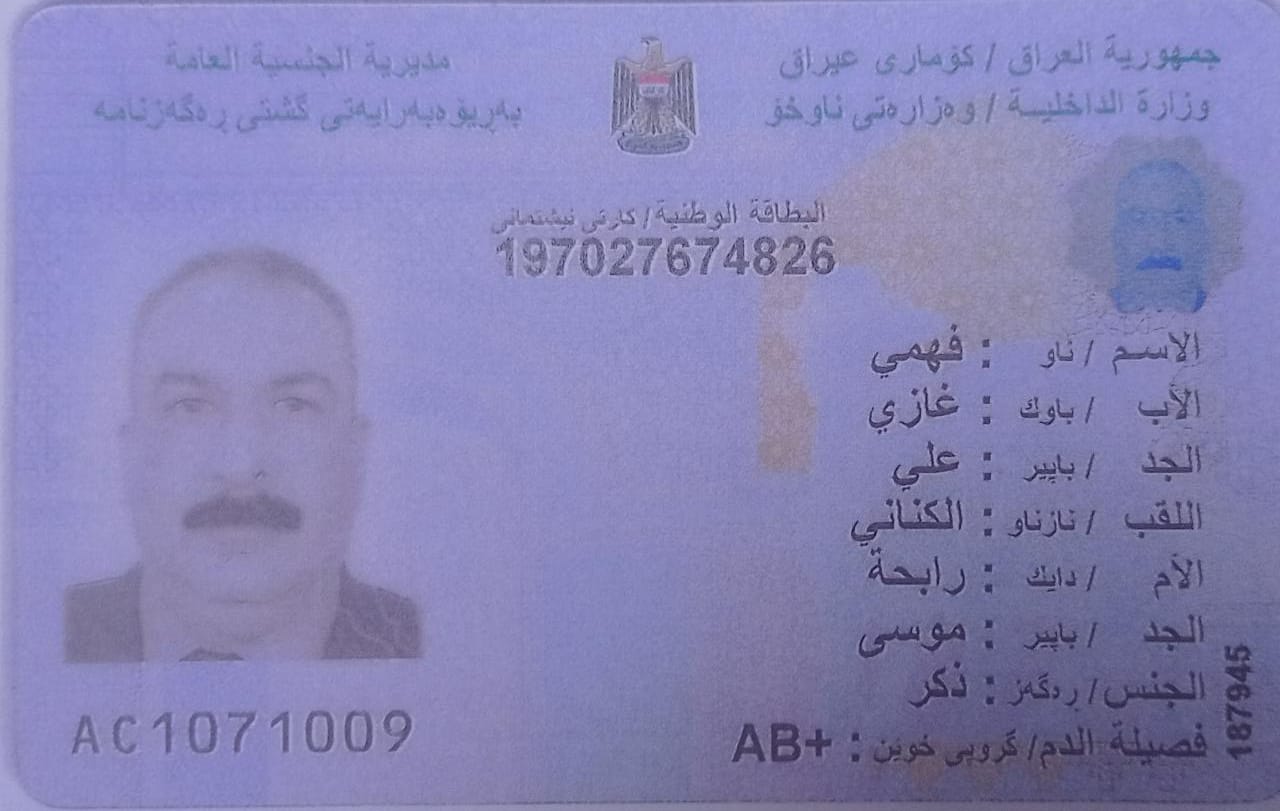 جمهورية العراق / كۆماری عیراق
وزارة الداخلية / وەزارەتی ناوخۆ
مديرية الجنسية العامة
بەڕیۆەبەرایەتی گشتی ڕەگەزنامە
البطاقة الوطنية / كارتی نیشتمانی
197027674826
الاسم / ناو : فهمي
الأب / باوك : غازي
الجد / باپیر : علي
اللقب / نازناو : الكناني
الأم / دایك : رابحة
الجد / باپیر : موسى
الجنس / ڕەگەز : ذكر
فصيلة الدم / گروپی خوێن : AB+
187945
AC1071009